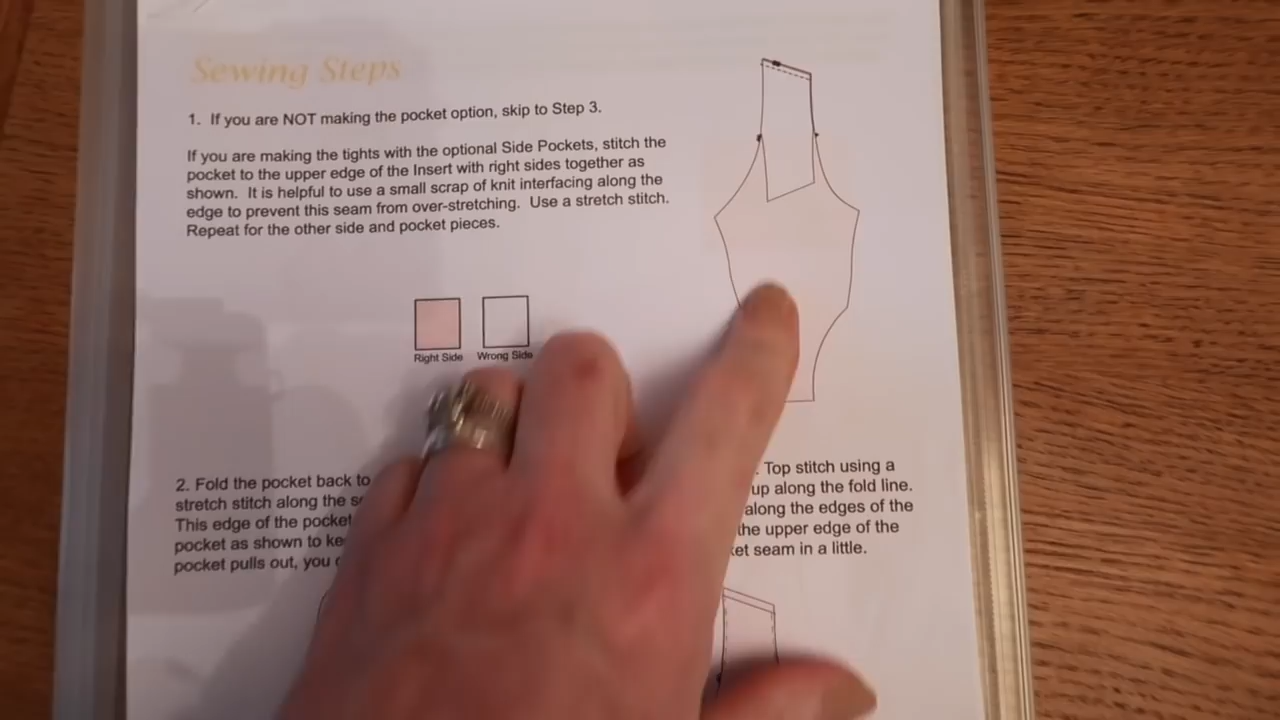 Sewing Steps
1. If you are NOT making the pocket option, skip to Step 3.
If you are making the tights with the optional Side Pockets, stitch the
pocket to the upper edge of the Insert with right sides together as
shown. It is helpful to use a small scrap of knit interfacing along the
edge to prevent this seam from over-stretching. Use a stretch stitch.
Repeat for the other side and pocket pieces.
Right Side Wrong Side
2. Fold the pocket back to . Top stitch using a
stretch stitch along the up along the fold line.
This edge of the pocket along the edges of the
pocket as shown to the upper edge of the
pocket pulls out, you seam in a little.